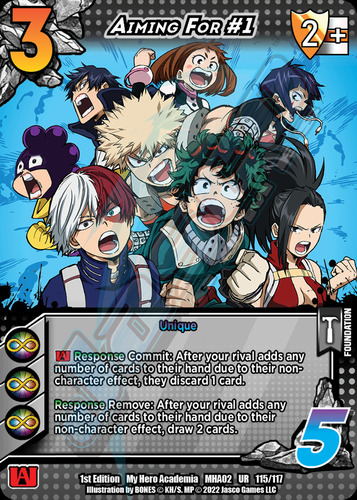 3
AIMING FOR #1
2 +
Unique
Response Commit: After your rival adds any
number of cards to their hand due to their non-
character effect, they discard 1 card.
Response Remove: After your rival adds any
number of cards to their hand due to their
non-character effect, draw 2 cards.
FOUNDATION
5
1st Edition My Hero Academia MHA02 UR 115/117
Illustration by BONES © KH/S. MP © 2022 Jasco Games LLC